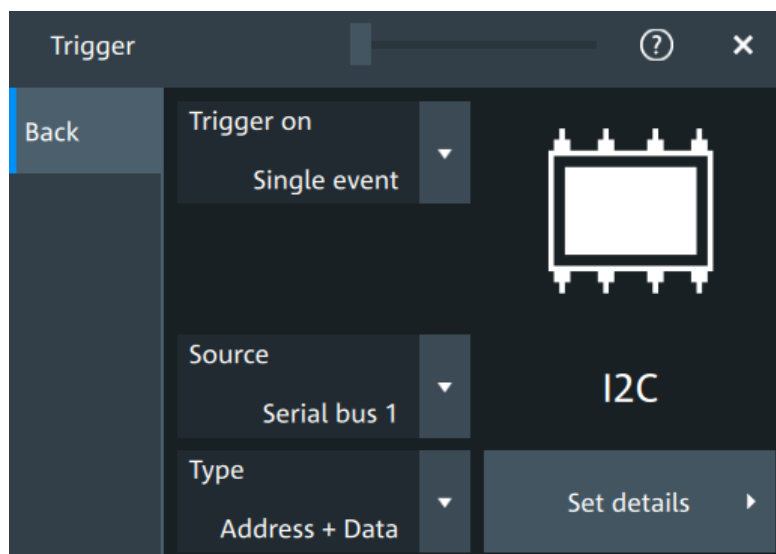 Trigger
?
Back
Trigger on
Single event
Source
Serial bus 1
I2C
Type
Address + Data
Set details